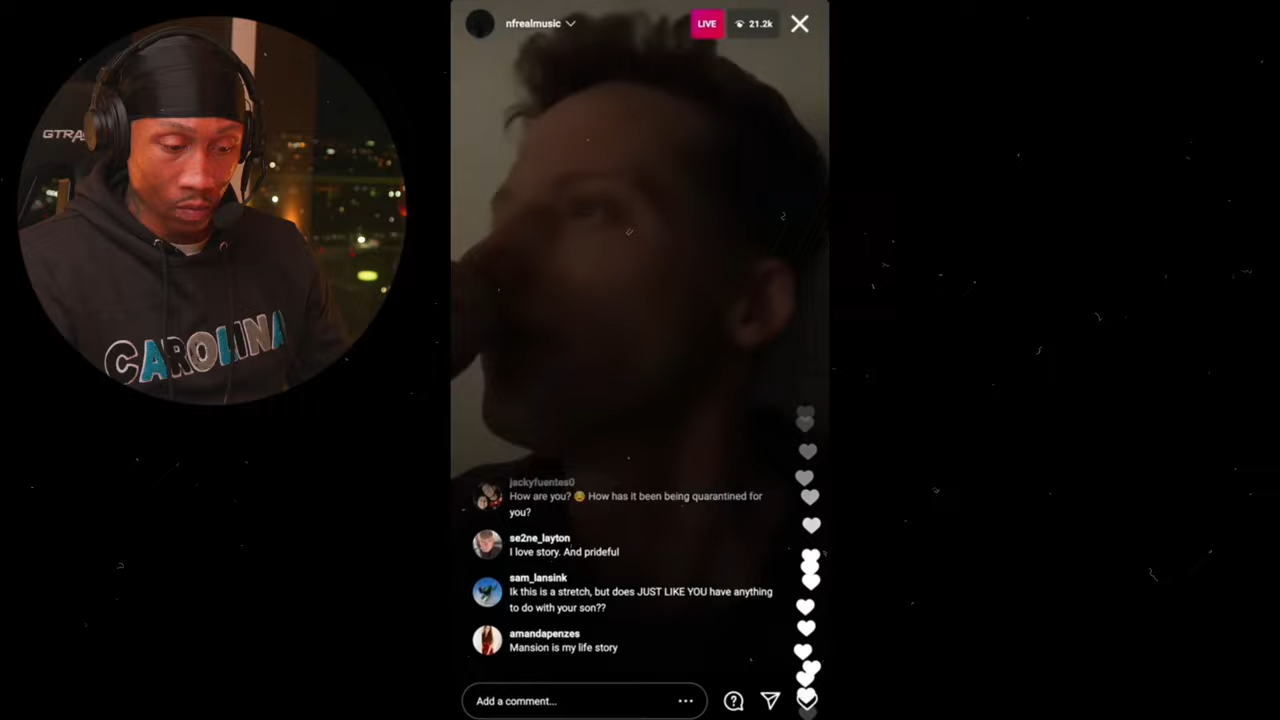 nfrealmusic
LIVE
21.2k
GTRA
CAROLINA
jackyfuentes0
How are you? 😩 How has it been being quarantined for
you?
se2ne_layton
I love story. And prideful
sam_lansink
Ik this is a stretch, but does JUST LIKE YOU have anything
to do with your son??
amandapenzes
Mansion is my life story
Add a comment...